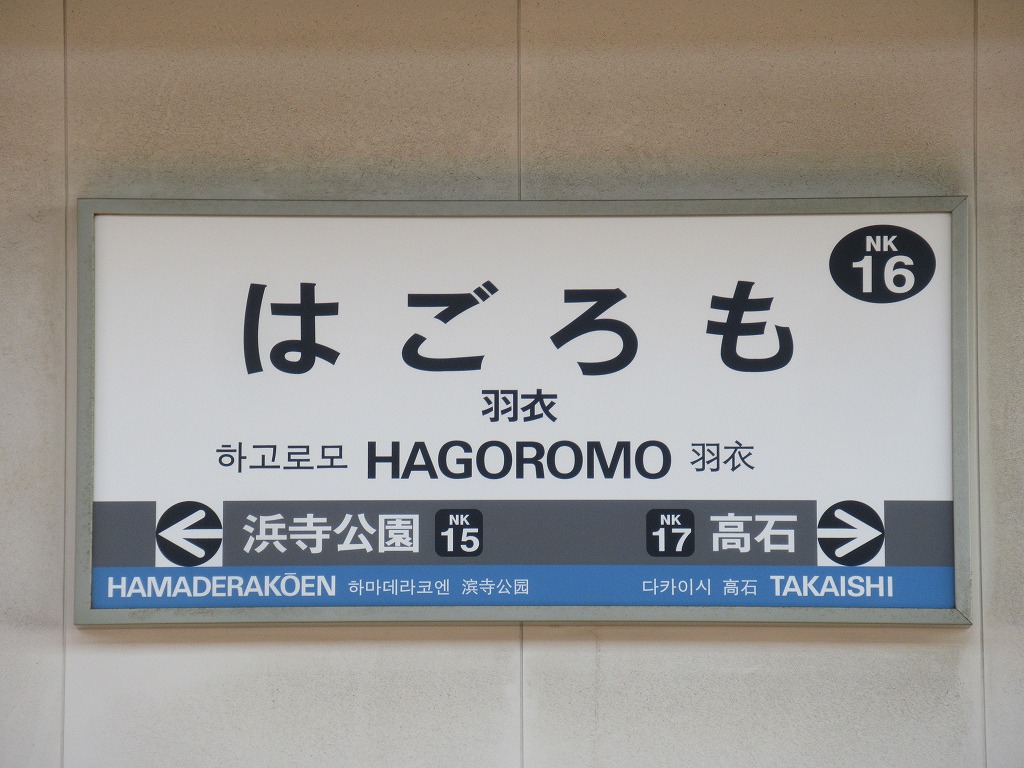 NK
16
はごろも
羽衣
하고로모 HAGOROMO 羽衣
浜寺公園 NK 15 NK 17 高石
HAMADERAKŌEN 하마데라코엔 滨寺公园 다카이시 高石 TAKAISHI